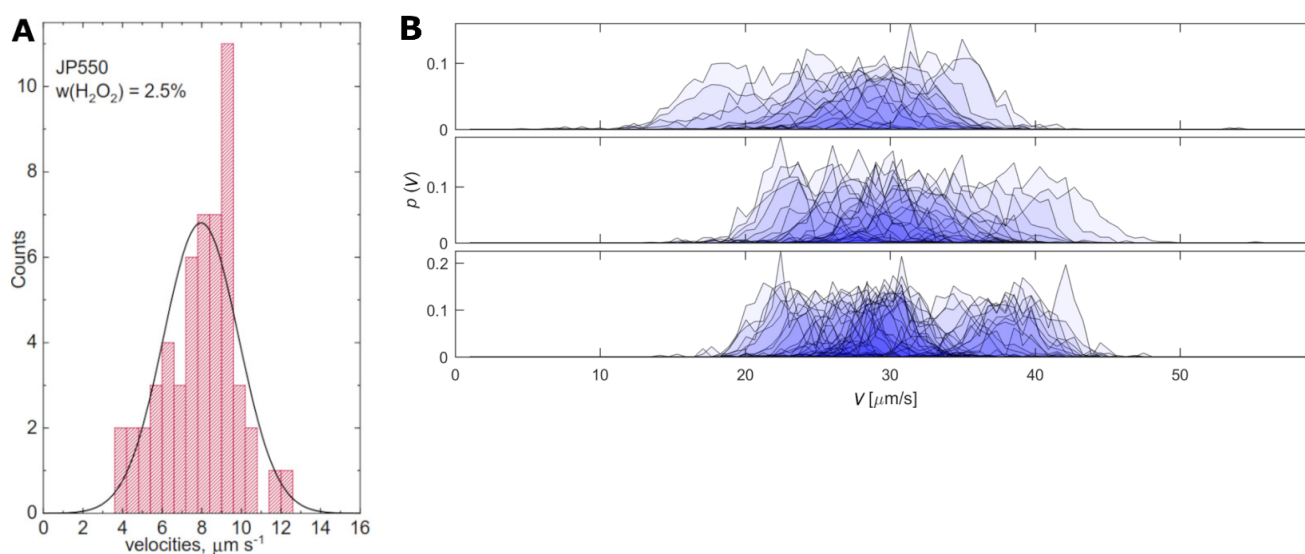 A
JP550
w(H₂O₂) = 2.5%
Counts
10
8
6
4
2
0
0 2 4 6 8 10 12 14 16
velocities, μm s⁻¹
B
0.1
0
0.1
0
p (V)
0.2
0.1
0
0 10 20 30 40 50
V [μm/s]